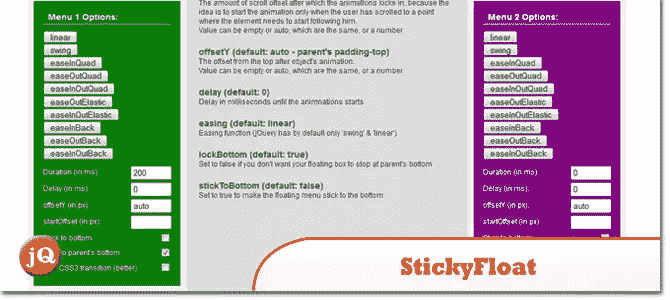 Menu 1 Options:
linear
swing
easeInQuad
easeOutQuad
easeInOutQuad
easeOutElastic
easeInOutElastic
easeInBack
easeOutBack
easeInOutBack
Duration (in ms) 200
Delay (in ms) 0
offsetY (in px) auto
startOffset (in px)
to bottom
parent's bottom
CSS3 transition (better)
The amount of scroll offset after which the animations kicks in, because the
idea is to start the animation only when the user has scrolled to a point
where the element needs to start following him.
Value can be empty or auto, which are the same, or a number
offsetY (default: auto - parent's padding-top)
The offset from the top after object's animation.
Value can be empty or auto, which are the same, or a number
delay (default: 0)
Delay in milliseconds until the animnations starts
easing (default: linear)
Easing function (jQuery has by default only 'swing' & 'linear')
lockBottom (default: true)
Set to false if you don't want your floating box to stop at parent's bottom
stickToBottom (default: false)
Set to true to make the floating menu stick to the bottom
Menu 2 Options:
linear
swing
easeInQuad
easeOutQuad
easeInOutQuad
easeOutElastic
easeInOutElastic
easeInBack
easeOutBack
easeInOutBack
Duration (in ms) 0
Delay (in ms) 0
offsetY (in px) auto
startOffset (in px)
jQ
StickyFloat